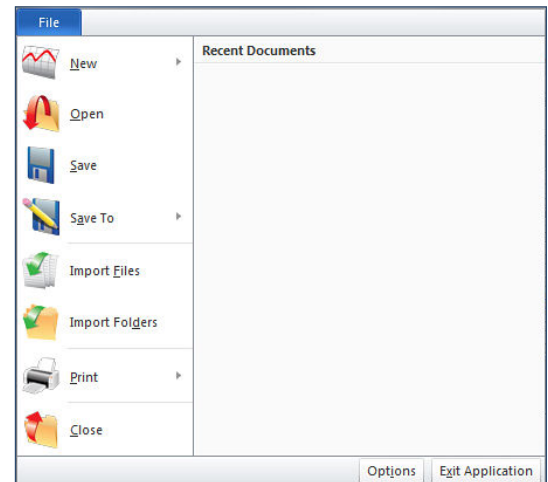 File
New
Open
Save
Save To
Import Files
Import Folders
Print
Close
Recent Documents
Options
Exit Application